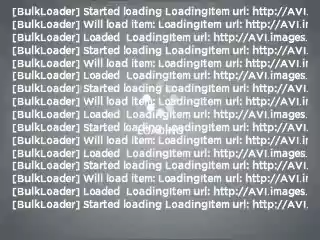 [BulkLoader] Started loading LoadingItem url: http://AVI.
[BulkLoader] Will load item: LoadingItem url: http://AVI.i
[BulkLoader] Loaded  LoadingItem url: http://AVI.images.
[BulkLoader] Started loading LoadingItem url: http://AVI.
[BulkLoader] Will load item: LoadingItem url: http://AVI.ir
[BulkLoader] Loaded  LoadingItem url: http://AVI.images.
[BulkLoader] Started loading LoadingItem url: http://AVI.
[BulkLoader] Will load item: LoadingItem url: http://AVI.ir
[BulkLoader] Loaded  LoadingItem url: http://AVI.images.
[BulkLoader] Started loading LoadingItem url: http://AVI.
[BulkLoader] Will load item: LoadingItem url: http://AVI.ir
[BulkLoader] Loaded  LoadingItem url: http://AVI.images.
[BulkLoader] Started loading LoadingItem url: http://AVI.
[BulkLoader] Will load item: LoadingItem url: http://AVI.ir
[BulkLoader] Loaded  LoadingItem url: http://AVI.images.
[BulkLoader] Started loading LoadingItem url: http://AVI.